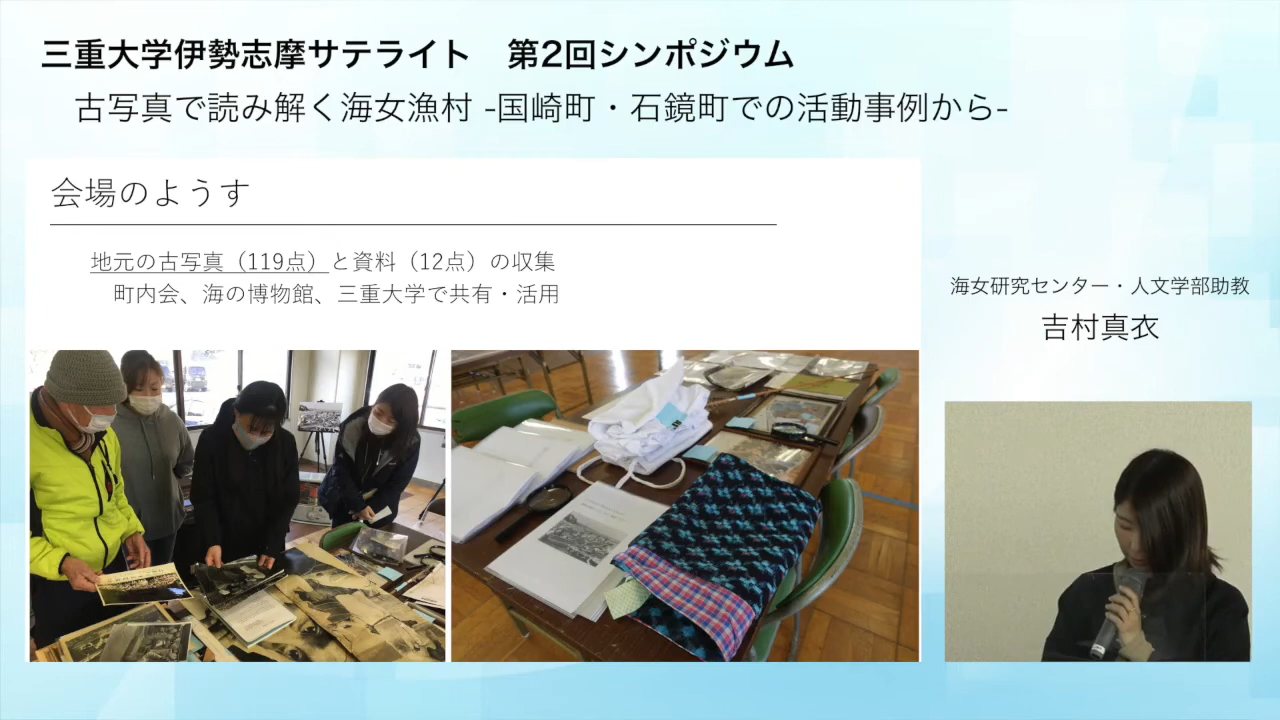 三重大学伊勢志摩サテライト　第2回シンポジウム
古写真で読み解く海女漁村 -国崎町・石鏡町での活動事例から-
会場のようす
地元の古写真（119点）と資料（12点）の収集
町内会、海の博物館、三重大学で共有・活用
海女研究センター・人文学部助教
吉村真衣